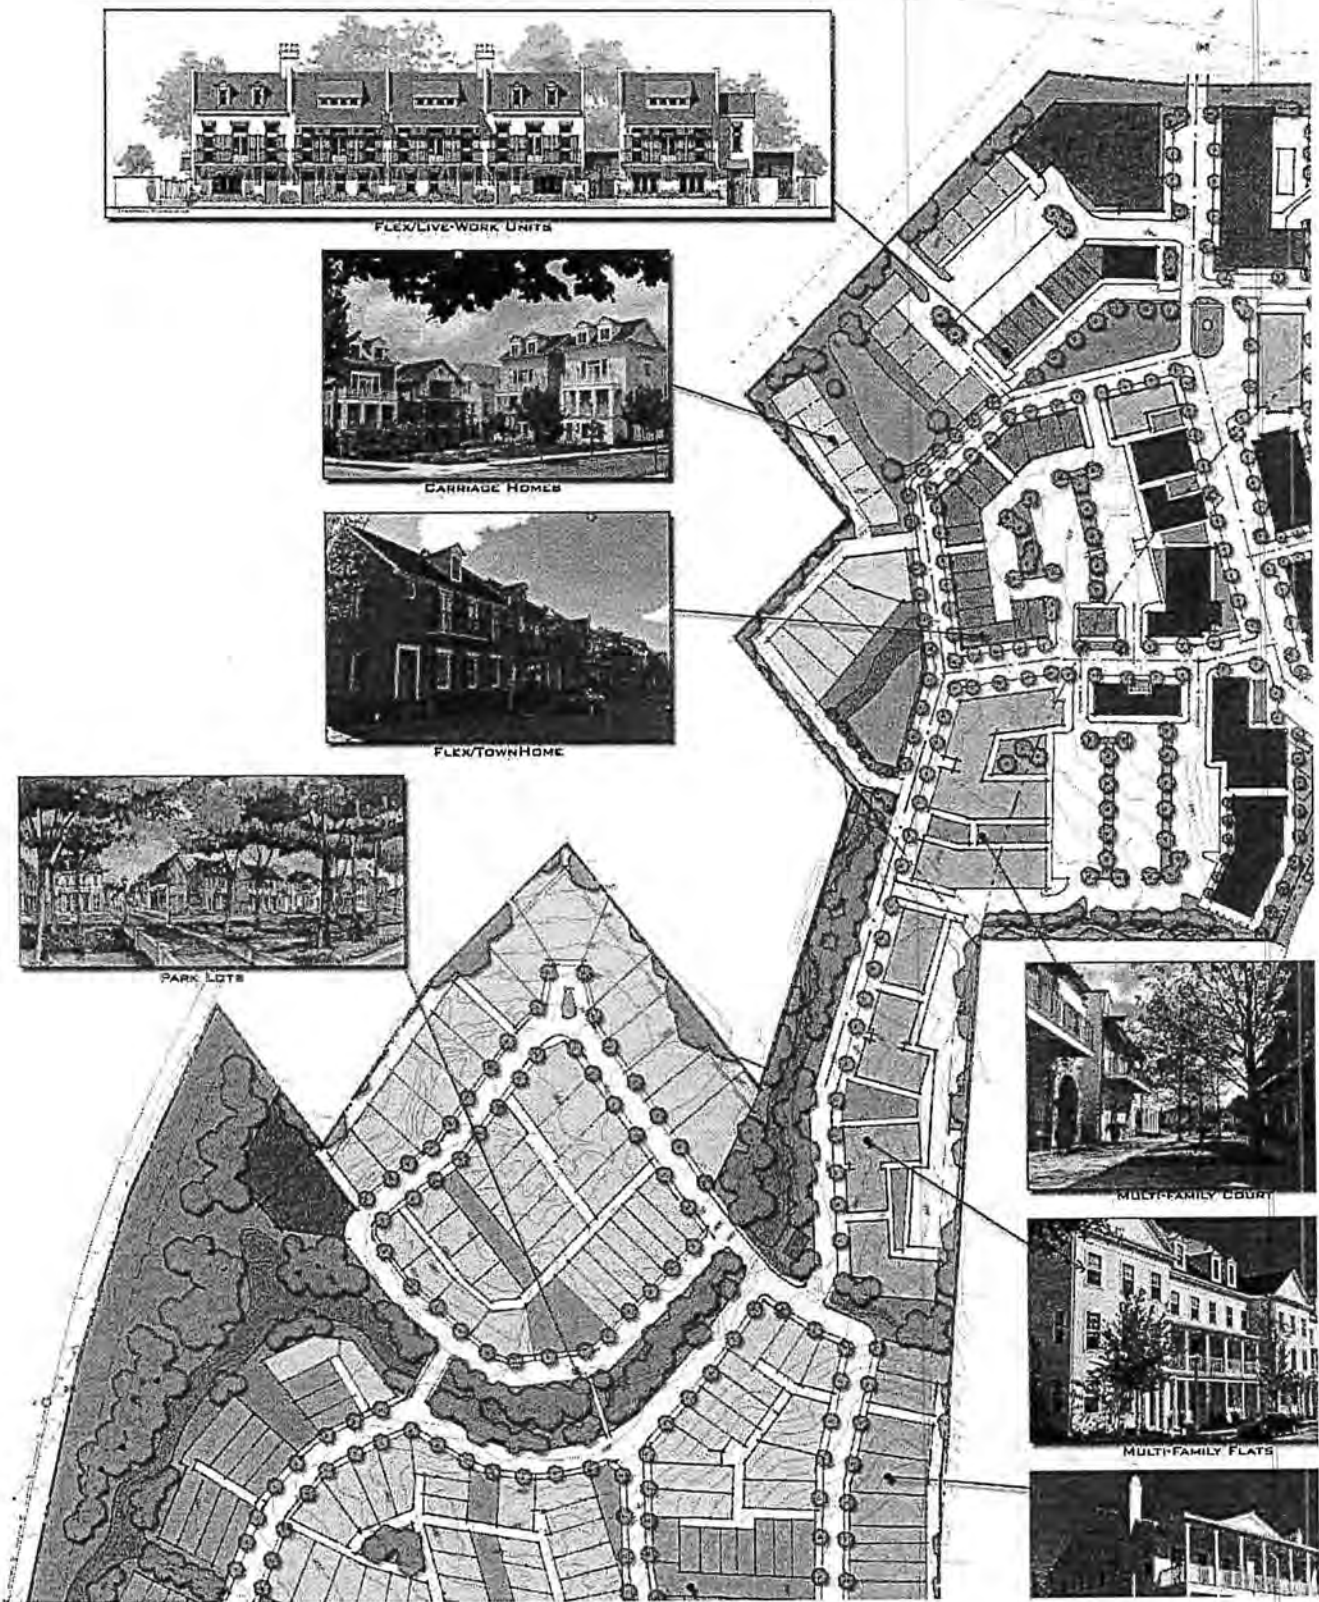 FLEX/LIVE-WORK UNITS
CARRIAGE HOMES
FLEX/TOWNHOME
PARK LOTS
MULTI-FAMILY COURT
MULTI-FAMILY FLATS